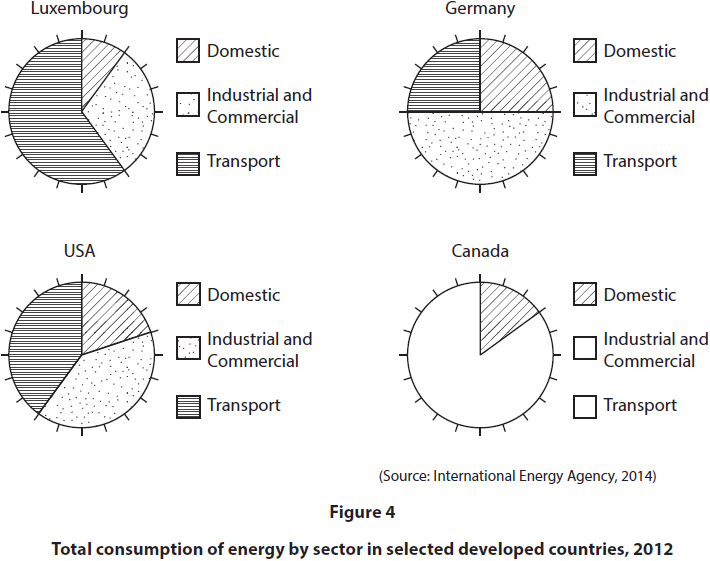 Luxembourg
Domestic
Industrial and
Commercial
Transport
Germany
Domestic
Industrial and
Commercial
Transport
USA
Domestic
Industrial and
Commercial
Transport
Canada
Domestic
Industrial and
Commercial
Transport
(Source: International Energy Agency, 2014)
Figure 4
Total consumption of energy by sector in selected developed countries, 2012